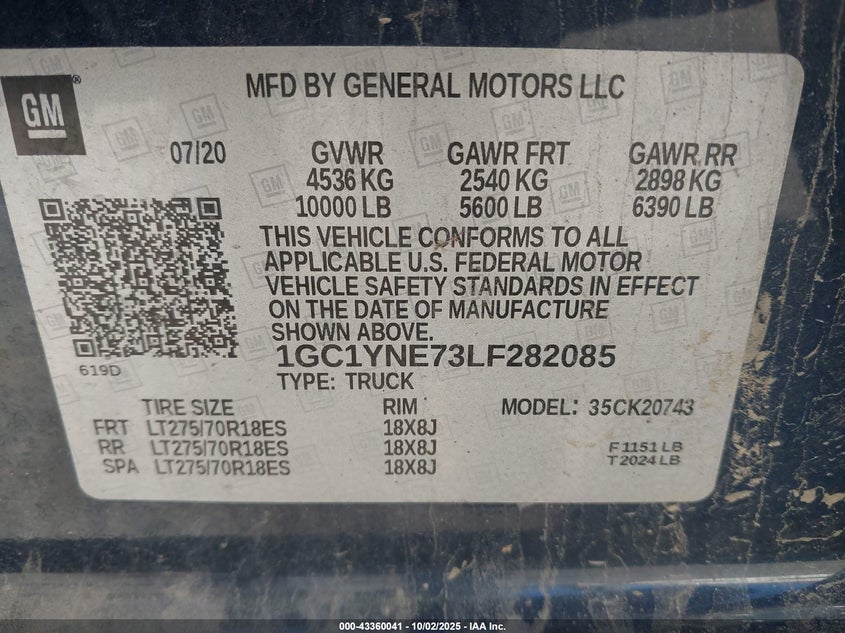 GM
MFD BY GENERAL MOTORS LLC
07/20 GVWR GAWR FRT GAWR RR
4536 KG 2540 KG 2898 KG
10000 LB 5600 LB 6390 LB
THIS VEHICLE CONFORMS TO ALL
APPLICABLE U.S. FEDERAL MOTOR
VEHICLE SAFETY STANDARDS IN EFFECT
ON THE DATE OF MANUFACTURE
SHOWN ABOVE.
1GC1YNE73LF282085
619D
TYPE: TRUCK
TIRE SIZE RIM MODEL: 35CK20743
FRT LT275/70R18ES 18X8J
RR LT275/70R18ES 18X8J
SPA LT275/70R18ES 18X8J
F 1151 LB
T 2024 LB
000-43360041 - 10/02/2025 - IAA Inc.